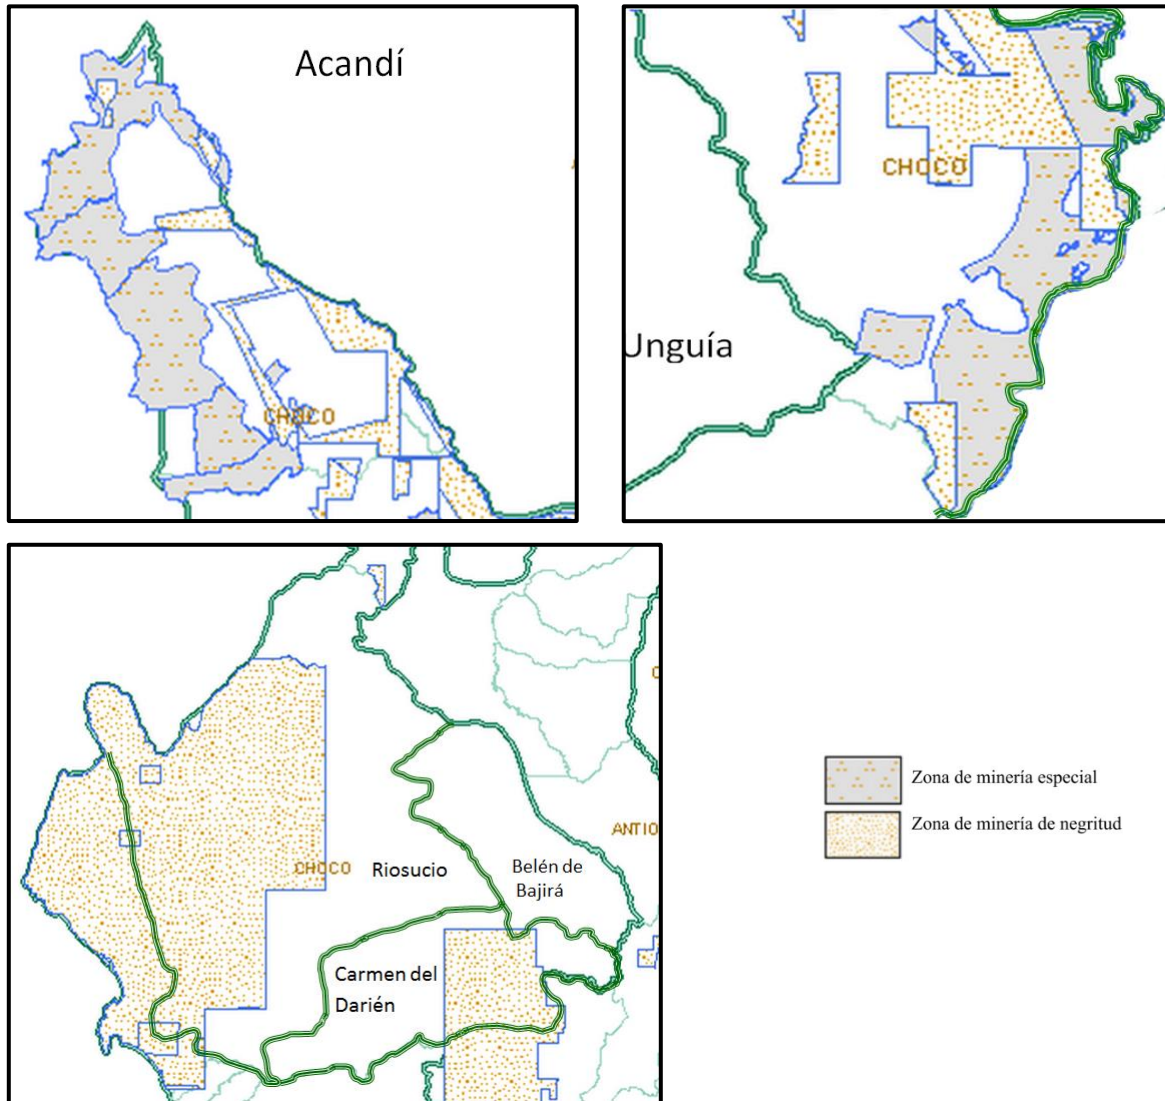 Acandí
CHOCO
CHOCO
Unguía
ANTIO
CHOCO
Riosucio
Belén de
Bajirá
Carmen del
Darién
Zona de minería especial
Zona de minería de negritud